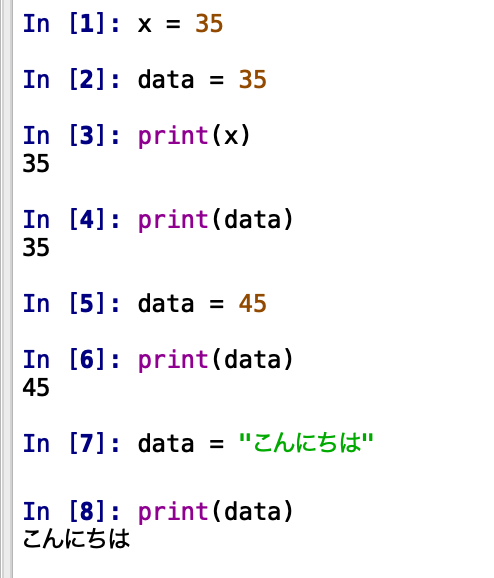 In [1]: x = 35
In [2]: data = 35
In [3]: print(x)
35
In [4]: print(data)
35
In [5]: data = 45
In [6]: print(data)
45
In [7]: data = "こんにちは"
In [8]: print(data)
こんにちは